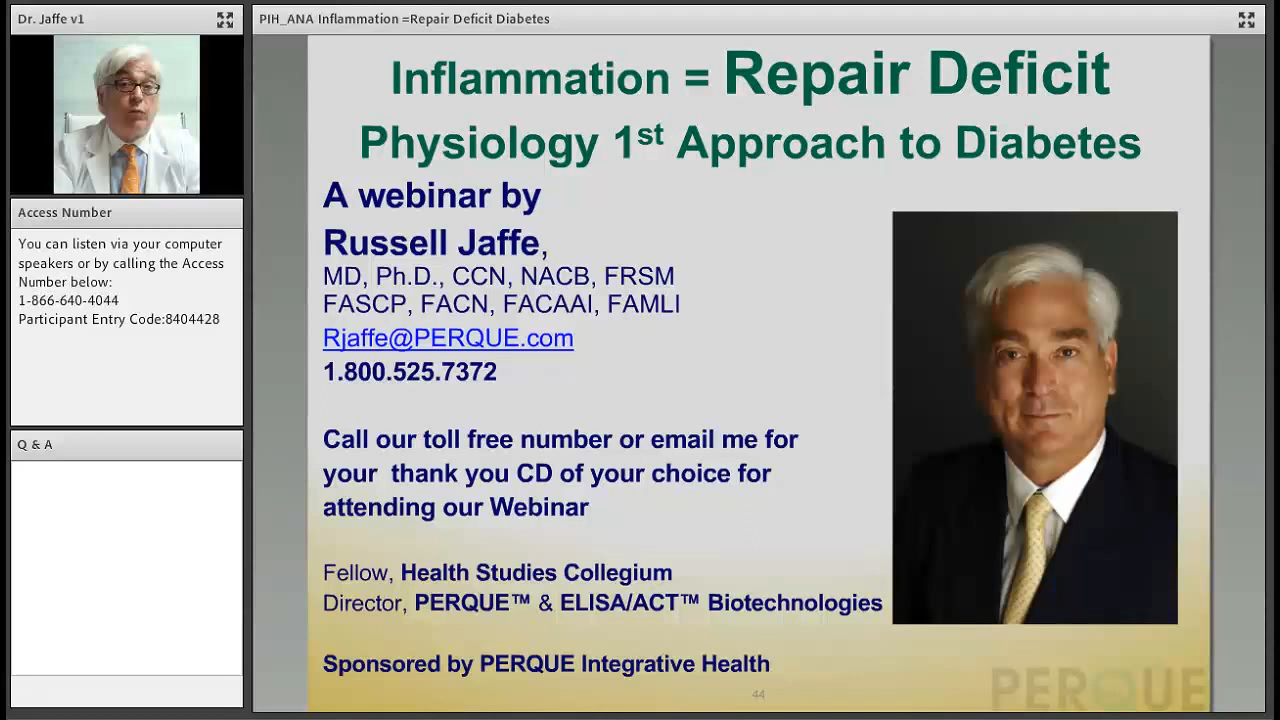 Dr. Jaffe v1
PIH_ANA Inflammation =Repair Deficit Diabetes
Access Number
You can listen via your computer
speakers or by calling the Access
Number below:
1-866-640-4044
Participant Entry Code:8404428
Q & A
Inflammation = Repair Deficit
Physiology 1st Approach to Diabetes
A webinar by
Russell Jaffe,
MD, Ph.D., CCN, NACB, FRSM
FASCP, FACN, FACAAI, FAMLI
Rjaffe@PERQUE.com
1.800.525.7372
Call our toll free number or email me for
your thank you CD of your choice for
attending our Webinar
Fellow, Health Studies Collegium
Director, PERQUE™ & ELISA/ACT™ Biotechnologies
Sponsored by PERQUE Integrative Health
44
PERQUE